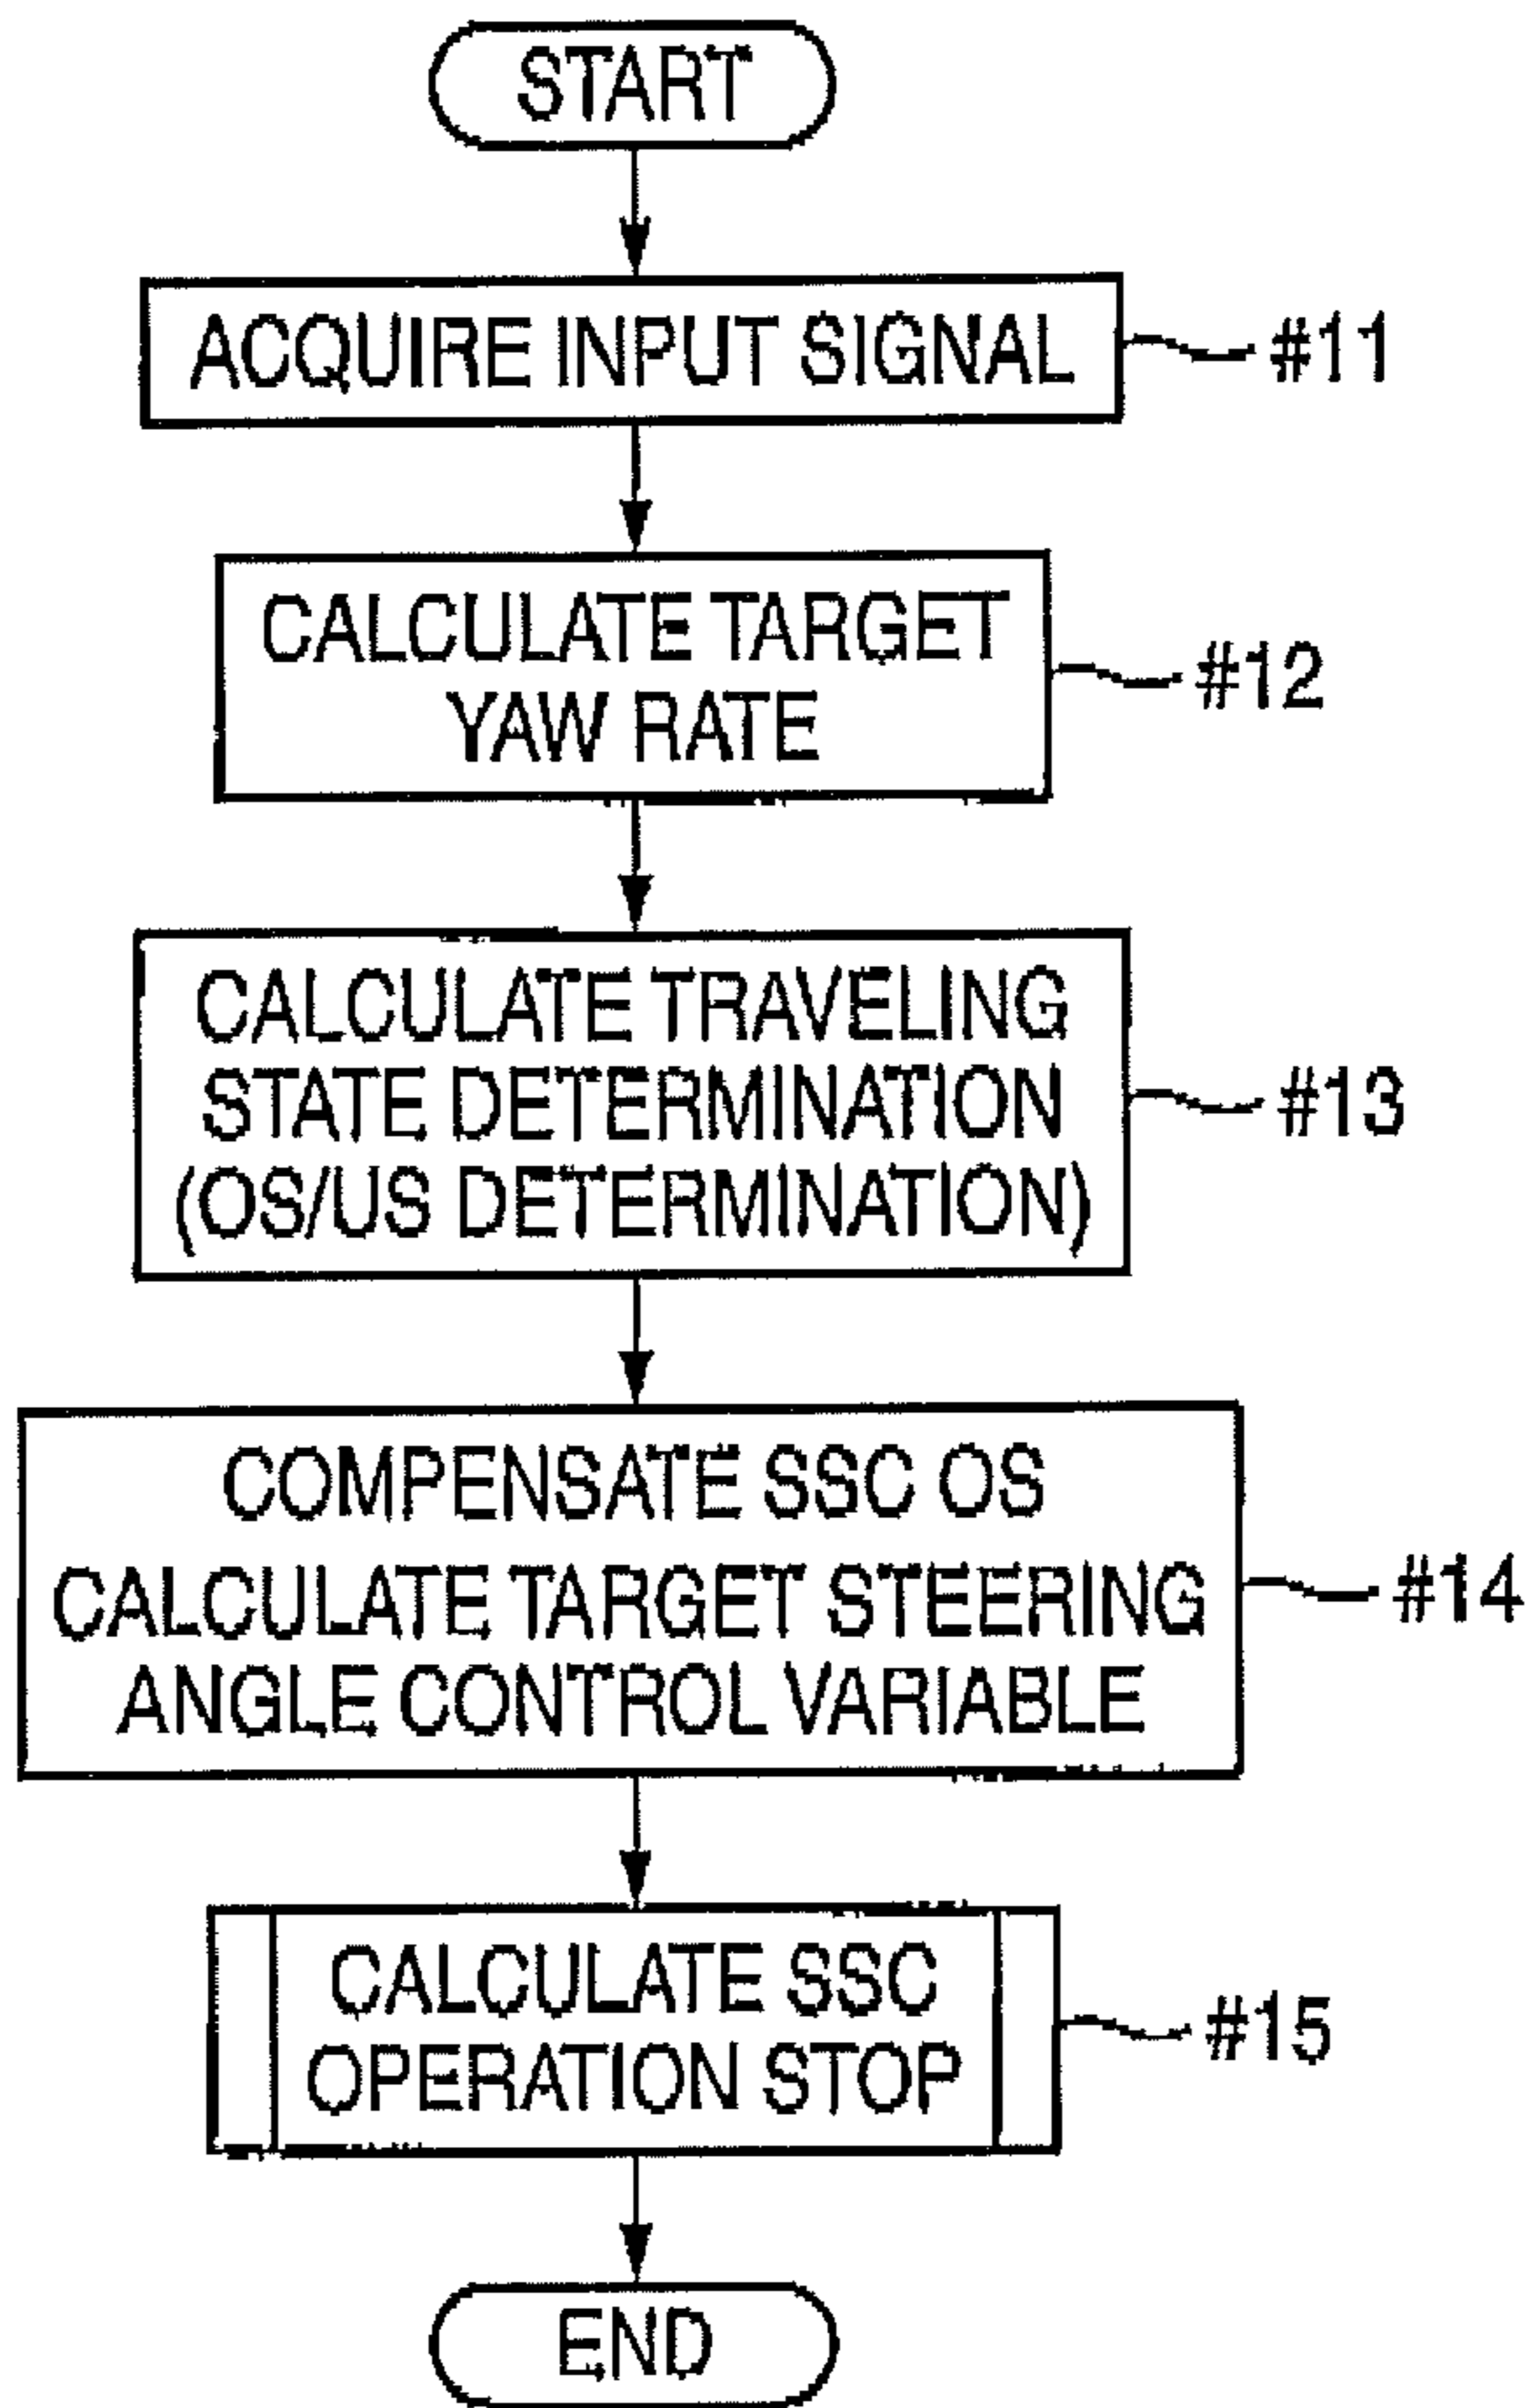 START
ACQUIRE INPUT SIGNAL
#11
CALCULATE TARGET
YAW RATE
#12
CALCULATE TRAVELING
STATE DETERMINATION
(OS/US DETERMINATION)
#13
COMPENSATE SSC OS
CALCULATE TARGET STEERING
ANGLE CONTROL VARIABLE
#14
CALCULATE SSC
OPERATION STOP
#15
END